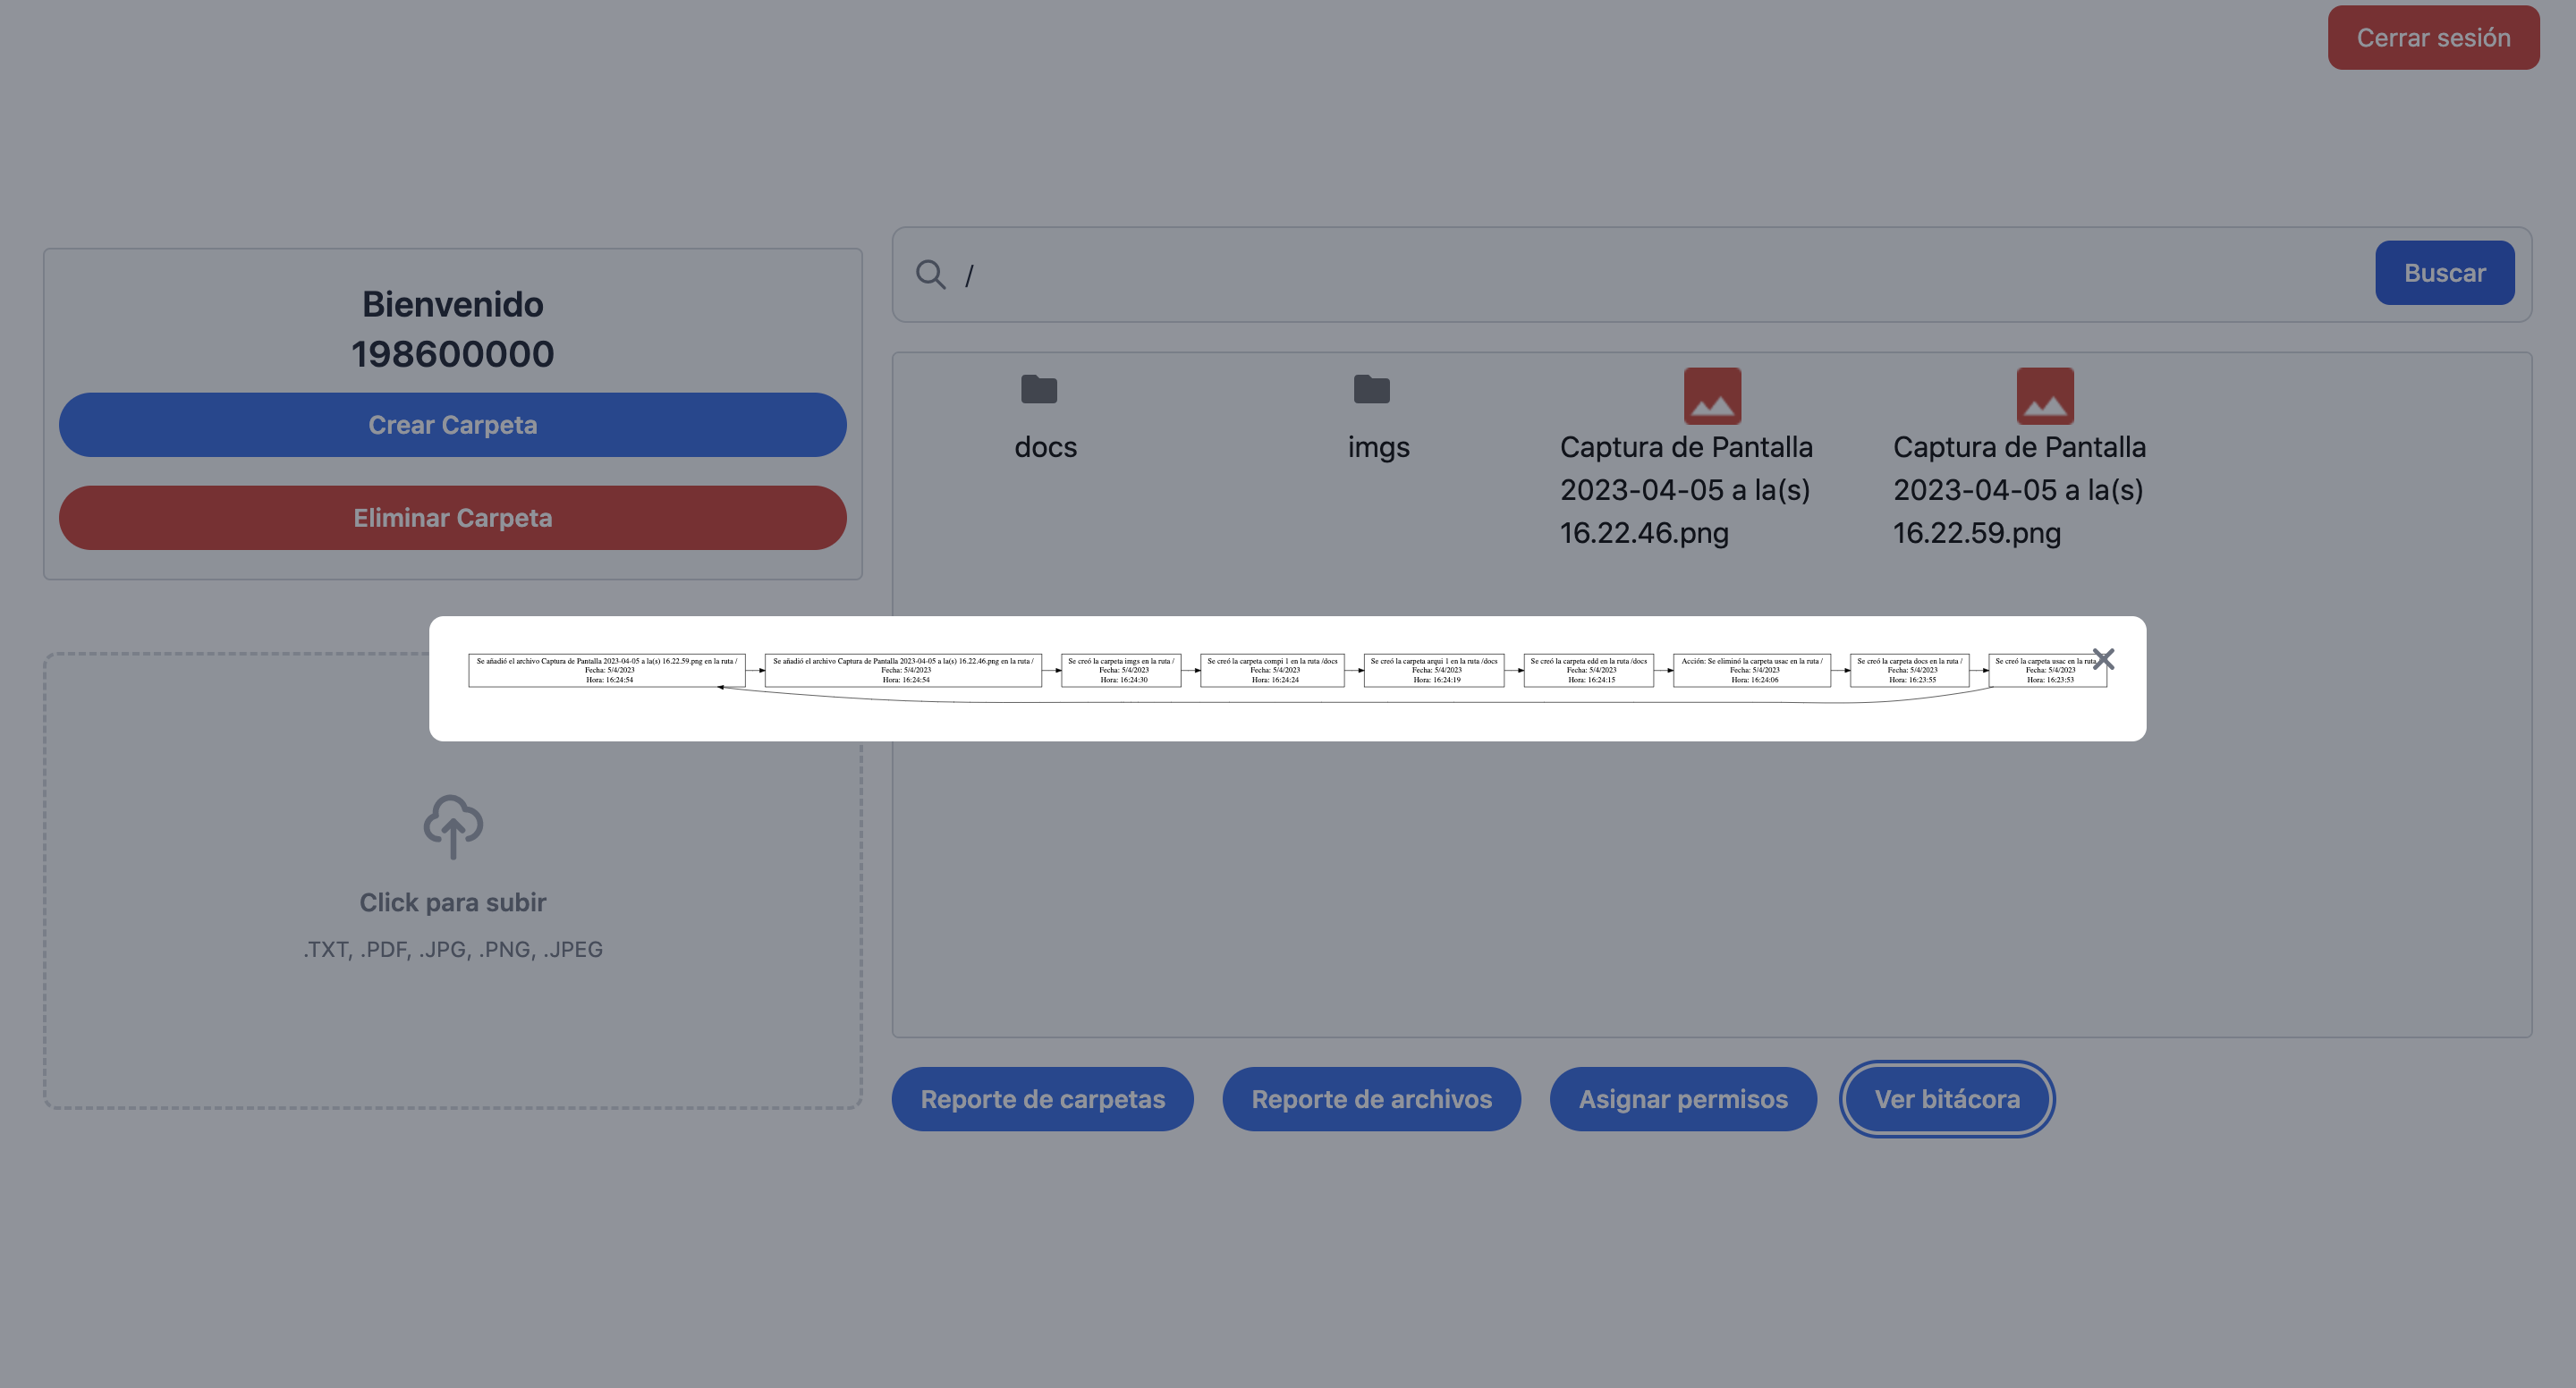 Cerrar sesión
Bienvenido
198600000
Crear Carpeta
Eliminar Carpeta
/
Buscar
docs
imgs
Captura de Pantalla
2023-04-05 a la(s)
16.22.46.png
Captura de Pantalla
2023-04-05 a la(s)
16.22.59.png
Se añadió el archivo Captura de Pantalla 2023-04-05 a la(s) 16.22.59.png en la ruta /
Fecha: 5/4/2023
Hora: 16:24:54
Se añadió el archivo Captura de Pantalla 2023-04-05 a la(s) 16.22.46.png en la ruta /
Fecha: 5/4/2023
Hora: 16:24:54
Se creó la carpeta imgs en la ruta /
Fecha: 5/4/2023
Hora: 16:24:30
Se creó la carpeta compi 1 en la ruta /docs
Fecha: 5/4/2023
Hora: 16:24:24
Se creó la carpeta arqui 1 en la ruta /docs
Fecha: 5/4/2023
Hora: 16:24:19
Se creó la carpeta edd en la ruta /docs
Fecha: 5/4/2023
Hora: 16:24:15
Acción: Se eliminó la carpeta usac en la ruta /
Fecha: 5/4/2023
Hora: 16:24:06
Se creó la carpeta docs en la ruta /
Fecha: 5/4/2023
Hora: 16:23:55
Se creó la carpeta usac en la ruta
Fecha: 5/4/2023
Hora: 16:23:53
Click para subir
.TXT, .PDF, .JPG, .PNG, .JPEG
Reporte de carpetas
Reporte de archivos
Asignar permisos
Ver bitácora